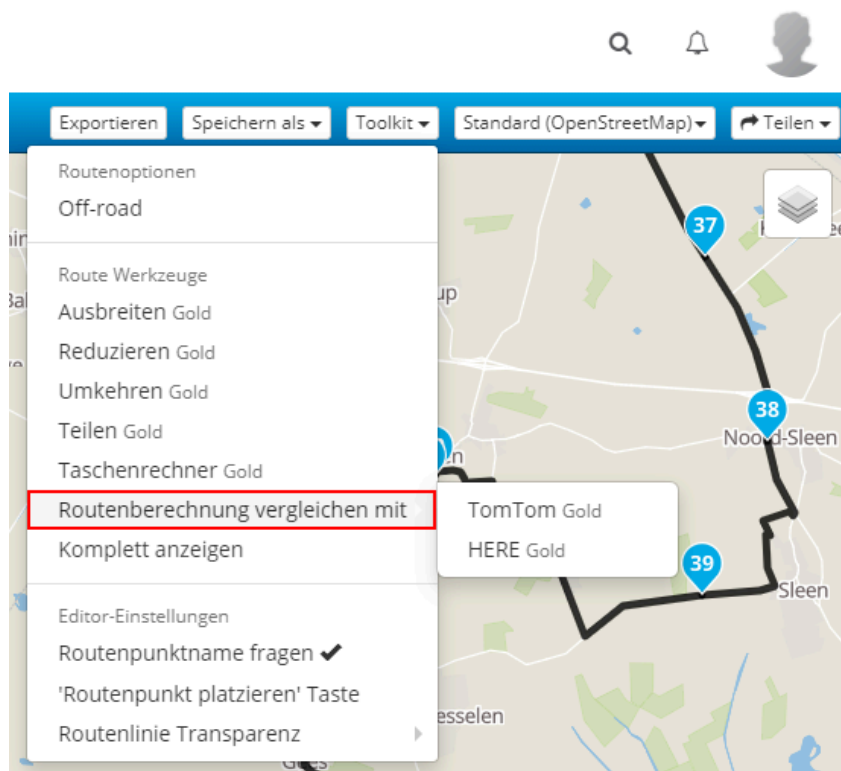 Exportieren
Speichern als
Toolkit
Standard (OpenStreetMap)
Teilen
Routenoptionen
Off-road
Route Werkzeuge
Ausbreiten Gold
Reduzieren Gold
Umkehren Gold
Teilen Gold
Taschenrechner Gold
Routenberechnung vergleichen mit
TomTom Gold
HERE Gold
Komplett anzeigen
Editor-Einstellungen
Routenpunktname fragen
'Routenpunkt platzieren' Taste
Routenlinie Transparenz
37
38
Noord-Sleen
39
Sleen